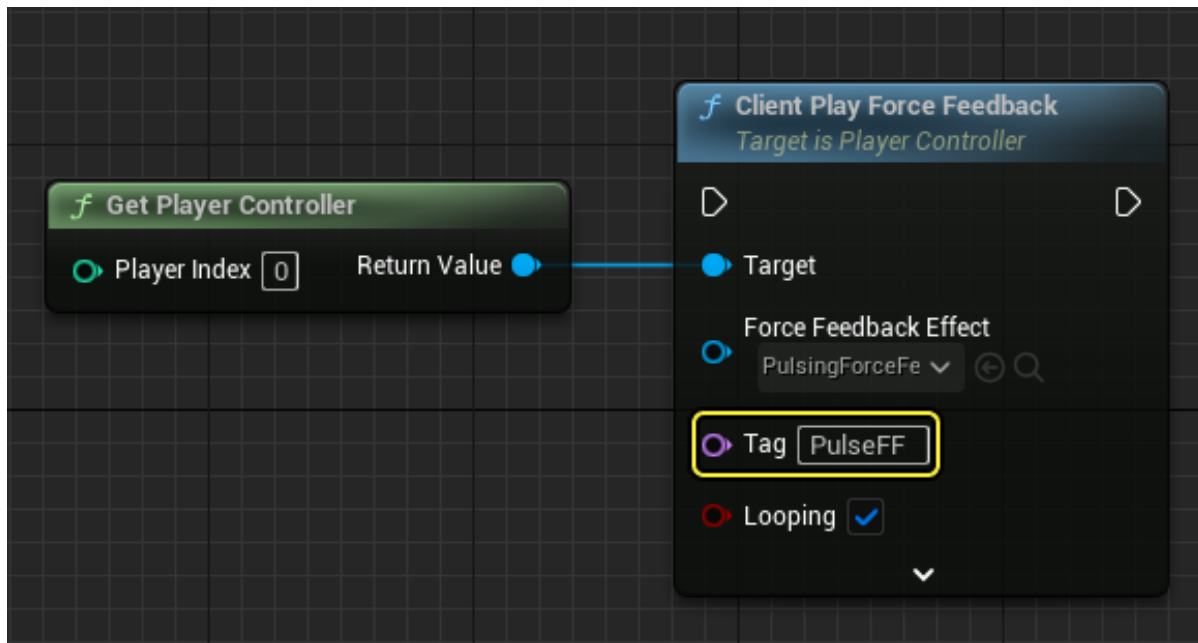 Client Play Force Feedback
Target is Player Controller
Get Player Controller
Player Index 0 Return Value
Target
Force Feedback Effect
PulsingForceFe
Tag PulseFF
Looping